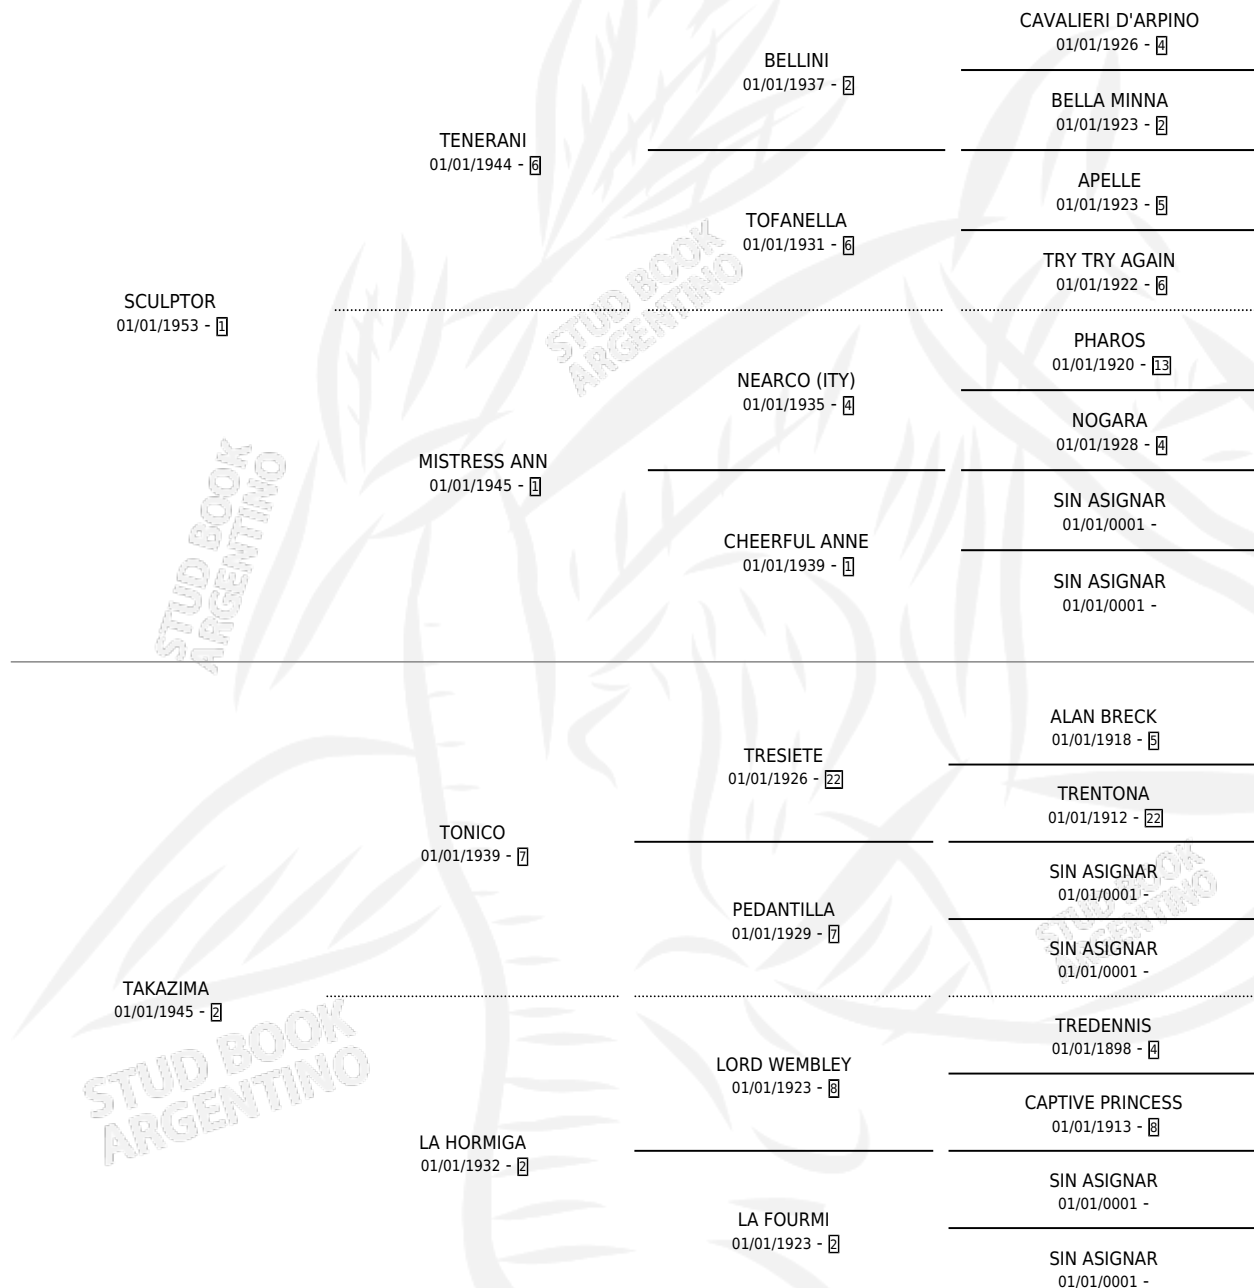 CAVALIERI D'ARPINO
01/01/1926 - 4
BELLINI
01/01/1937 - 2
BELLA MINNA
01/01/1923 - 2
TENERANI
01/01/1944 - 6
APELLE
01/01/1923 - 5
TOFANELLA
01/01/1931 - 6
TRY TRY AGAIN
01/01/1922 - 6
SCULPTOR
01/01/1953 - 1
PHAROS
01/01/1920 - 13
NEARCO (ITY)
01/01/1935 - 4
NOGARA
01/01/1928 - 4
MISTRESS ANN
01/01/1945 - 1
SIN ASIGNAR
01/01/0001 -
CHEERFUL ANNE
01/01/1939 - 1
SIN ASIGNAR
01/01/0001 -
ALAN BRECK
01/01/1918 - 5
TRESIETE
01/01/1926 - 22
TRENTONA
01/01/1912 - 22
TONICO
01/01/1939 - 7
SIN ASIGNAR
01/01/0001 -
PEDANTILLA
01/01/1929 - 7
SIN ASIGNAR
01/01/0001 -
TAKAZIMA
01/01/1945 - 2
TREDENNIS
01/01/1898 - 4
LORD WEMBLEY
01/01/1923 - 8
CAPTIVE PRINCESS
01/01/1913 - 8
LA HORMIGA
01/01/1932 - 2
SIN ASIGNAR
01/01/0001 -
LA FOURMI
01/01/1923 - 2
SIN ASIGNAR
01/01/0001 -
STUD BOOK
ARGENTINO
STUD BOOK
ARGENTINO
STUD BOOK
ARGENTINO
STUD BOOK
ARGENTINO